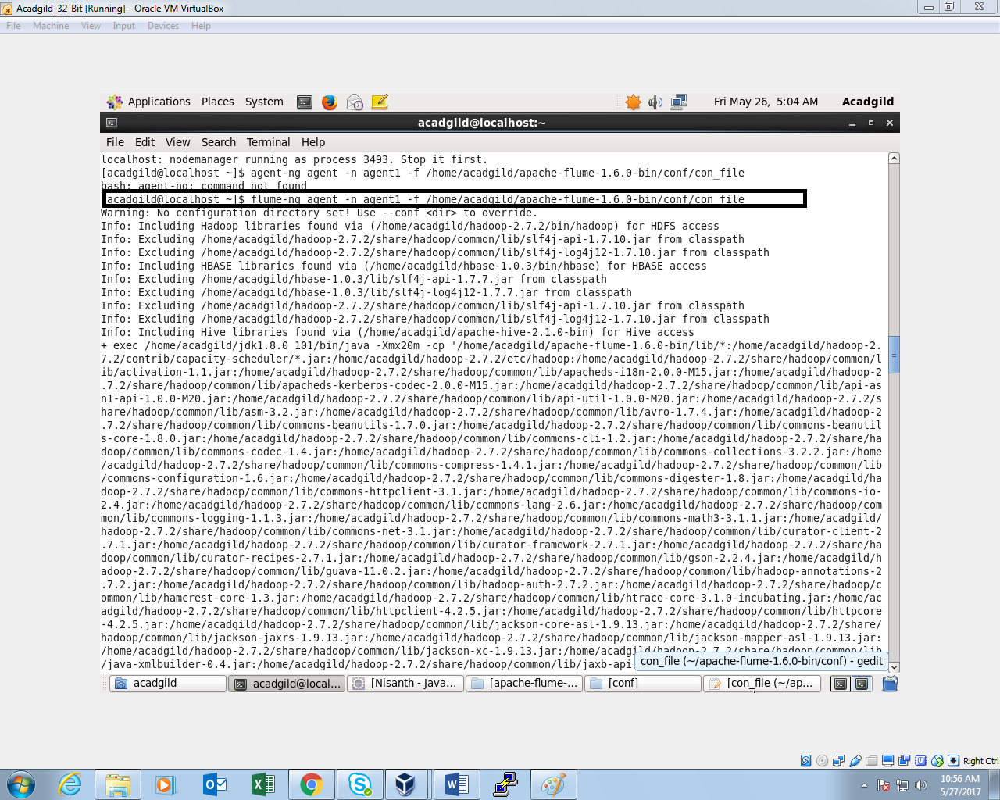 Acadgild_32_Bit [Running] - Oracle VM VirtualBox
File Machine View Input Devices Help
Applications Places System Fri May 26, 5:04 AM Acadgild
acadgild@localhost:~
File Edit View Search Terminal Help
localhost: nodemanager running as process 3493. Stop it first.
[acadgild@localhost ~]$ agent-ng agent -n agent1 -f /home/acadgild/apache-flume-1.6.0-bin/conf/con_file
bash: agent-ng: command not found
acadgild@localhost ~]$ flume-ng agent -n agent1 -f /home/acadgild/apache-flume-1.6.0-bin/conf/con_file
Warning: No configuration directory set! Use --conf <dir> to override.
Info: Including Hadoop libraries found via (/home/acadgild/hadoop-2.7.2/bin/hadoop) for HDFS access
Info: Excluding /home/acadgild/hadoop-2.7.2/share/hadoop/common/lib/slf4j-api-1.7.10.jar from classpath
Info: Excluding /home/acadgild/hadoop-2.7.2/share/hadoop/common/lib/slf4j-log4j12-1.7.10.jar from classpath
Info: Including HBASE libraries found via (/home/acadgild/hbase-1.0.3/bin/hbase) for HBASE access
Info: Excluding /home/acadgild/hbase-1.0.3/lib/slf4j-api-1.7.7.jar from classpath
Info: Excluding /home/acadgild/hbase-1.0.3/lib/slf4j-log4j12-1.7.7.jar from classpath
Info: Excluding /home/acadgild/hadoop-2.7.2/share/hadoop/common/lib/slf4j-api-1.7.10.jar from classpath
Info: Excluding /home/acadgild/hadoop-2.7.2/share/hadoop/common/lib/slf4j-log4j12-1.7.10.jar from classpath
Info: Including Hive libraries found via (/home/acadgild/apache-hive-2.1.0-bin) for Hive access
+ exec /home/acadgild/jdk1.8.0_101/bin/java -Xmx20m -cp '/home/acadgild/apache-flume-1.6.0-bin/lib/*:/home/acadgild/hadoop-2.
7.2/contrib/capacity-scheduler/*.jar:/home/acadgild/hadoop-2.7.2/etc/hadoop:/home/acadgild/hadoop-2.7.2/share/hadoop/common/l
ib/activation-1.1.jar:/home/acadgild/hadoop-2.7.2/share/hadoop/common/lib/apacheds-i18n-2.0.0-M15.jar:/home/acadgild/hadoop-2
.7.2/share/hadoop/common/lib/apacheds-kerberos-codec-2.0.0-M15.jar:/home/acadgild/hadoop-2.7.2/share/hadoop/common/lib/api-as
n1-api-1.0.0-M20.jar:/home/acadgild/hadoop-2.7.2/share/hadoop/common/lib/api-util-1.0.0-M20.jar:/home/acadgild/hadoop-2.7.2/s
hare/hadoop/common/lib/asm-3.2.jar:/home/acadgild/hadoop-2.7.2/share/hadoop/common/lib/avro-1.7.4.jar:/home/acadgild/hadoop-2
.7.2/share/hadoop/common/lib/commons-beanutils-1.7.0.jar:/home/acadgild/hadoop-2.7.2/share/hadoop/common/lib/commons-beanutil
s-core-1.8.0.jar:/home/acadgild/hadoop-2.7.2/share/hadoop/common/lib/commons-cli-1.2.jar:/home/acadgild/hadoop-2.7.2/share/ha
doop/common/lib/commons-codec-1.4.jar:/home/acadgild/hadoop-2.7.2/share/hadoop/common/lib/commons-collections-3.2.2.jar:/home
/acadgild/hadoop-2.7.2/share/hadoop/common/lib/commons-compress-1.4.1.jar:/home/acadgild/hadoop-2.7.2/share/hadoop/common/lib
/commons-configuration-1.6.jar:/home/acadgild/hadoop-2.7.2/share/hadoop/common/lib/commons-digester-1.8.jar:/home/acadgild/ha
doop-2.7.2/share/hadoop/common/lib/commons-httpclient-3.1.jar:/home/acadgild/hadoop-2.7.2/share/hadoop/common/lib/commons-io-
2.4.jar:/home/acadgild/hadoop-2.7.2/share/hadoop/common/lib/commons-lang-2.6.jar:/home/acadgild/hadoop-2.7.2/share/hadoop/com
mon/lib/commons-logging-1.1.3.jar:/home/acadgild/hadoop-2.7.2/share/hadoop/common/lib/commons-math3-3.1.1.jar:/home/acadgild/
hadoop-2.7.2/share/hadoop/common/lib/commons-net-3.1.jar:/home/acadgild/hadoop-2.7.2/share/hadoop/common/lib/curator-client-2
.7.1.jar:/home/acadgild/hadoop-2.7.2/share/hadoop/common/lib/curator-framework-2.7.1.jar:/home/acadgild/hadoop-2.7.2/share/ha
doop/common/lib/curator-recipes-2.7.1.jar:/home/acadgild/hadoop-2.7.2/share/hadoop/common/lib/gson-2.2.4.jar:/home/acadgild/h
adoop-2.7.2/share/hadoop/common/lib/guava-11.0.2.jar:/home/acadgild/hadoop-2.7.2/share/hadoop/common/lib/hadoop-annotations-2
.7.2.jar:/home/acadgild/hadoop-2.7.2/share/hadoop/common/lib/hadoop-auth-2.7.2.jar:/home/acadgild/hadoop-2.7.2/share/hadoop/c
ommon/lib/hamcrest-core-1.3.jar:/home/acadgild/hadoop-2.7.2/share/hadoop/common/lib/htrace-core-3.1.0-incubating.jar:/home/ac
adgild/hadoop-2.7.2/share/hadoop/common/lib/httpclient-4.2.5.jar:/home/acadgild/hadoop-2.7.2/share/hadoop/common/lib/httpcore
-4.2.5.jar:/home/acadgild/hadoop-2.7.2/share/hadoop/common/lib/jackson-core-asl-1.9.13.jar:/home/acadgild/hadoop-2.7.2/share/
hadoop/common/lib/jackson-jaxrs-1.9.13.jar:/home/acadgild/hadoop-2.7.2/share/hadoop/common/lib/jackson-mapper-asl-1.9.13.jar:
/home/acadgild/hadoop-2.7.2/share/hadoop/common/lib/jackson-xc-1.9.13.jar:/home/acadgild/hadoop-2.7.2/share/hadoop/common/lib
/java-xmlbuilder-0.4.jar:/home/acadgild/hadoop-2.7.2/share/hadoop/common/lib/jaxb-api-
con_file (~/apache-flume-1.6.0-bin/conf) - gedit
acadgild acadgild@local... [Nisanth - Java... [apache-flume-... [conf] [con_file (~/ap...
Right Ctrl
10:56 AM
5/27/2017